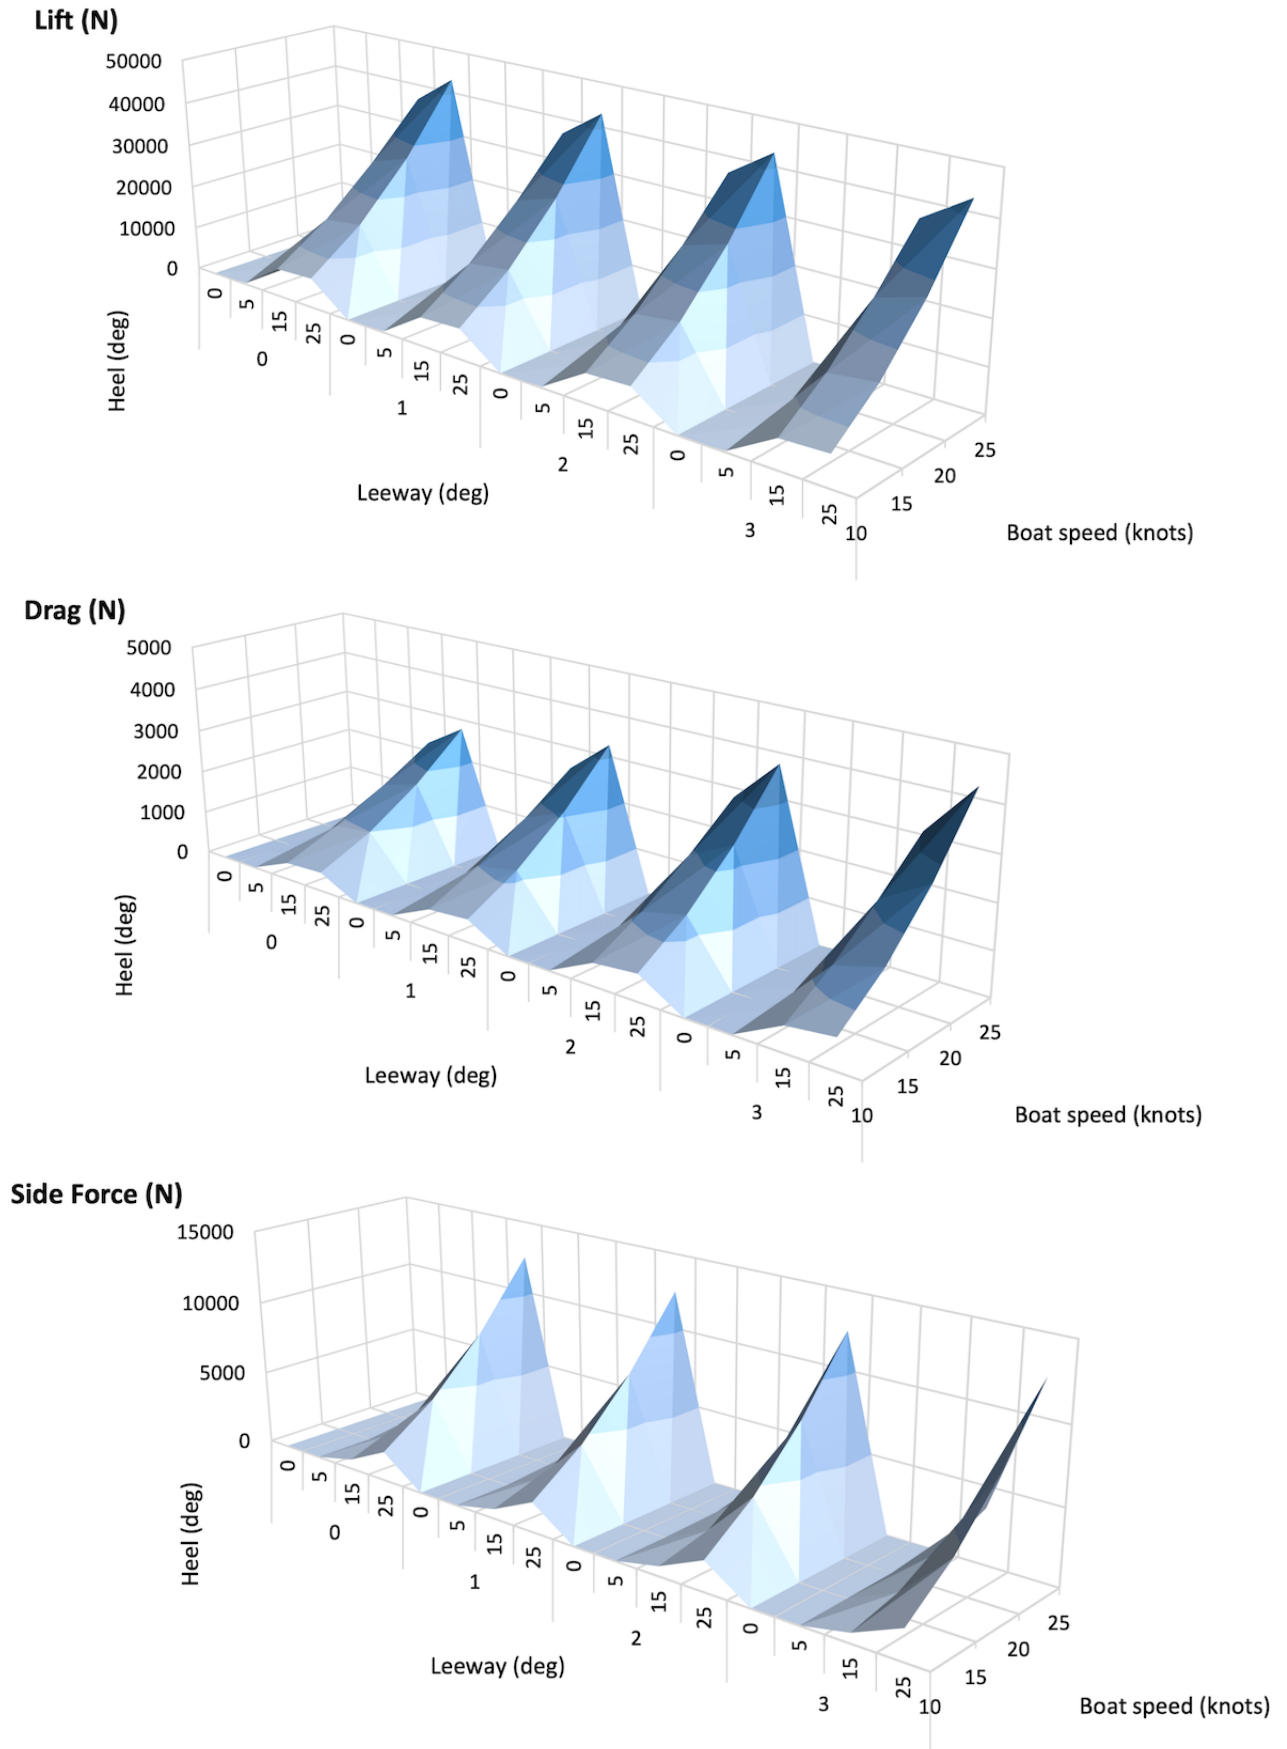 Lift (N)
50000
40000
30000
20000
10000
0
Heel (deg)
0 5 15 25 0 5 15 25 0 5 15 25 0 5 15 25
0 1 2 3
Leeway (deg)
10 15 20 25
Boat speed (knots)
Drag (N)
5000
4000
3000
2000
1000
0
Heel (deg)
0 5 15 25 0 5 15 25 0 5 15 25 0 5 15 25
0 1 2 3
Leeway (deg)
10 15 20 25
Boat speed (knots)
Side Force (N)
15000
10000
5000
0
Heel (deg)
0 5 15 25 0 5 15 25 0 5 15 25 0 5 15 25
0 1 2 3
Leeway (deg)
10 15 20 25
Boat speed (knots)